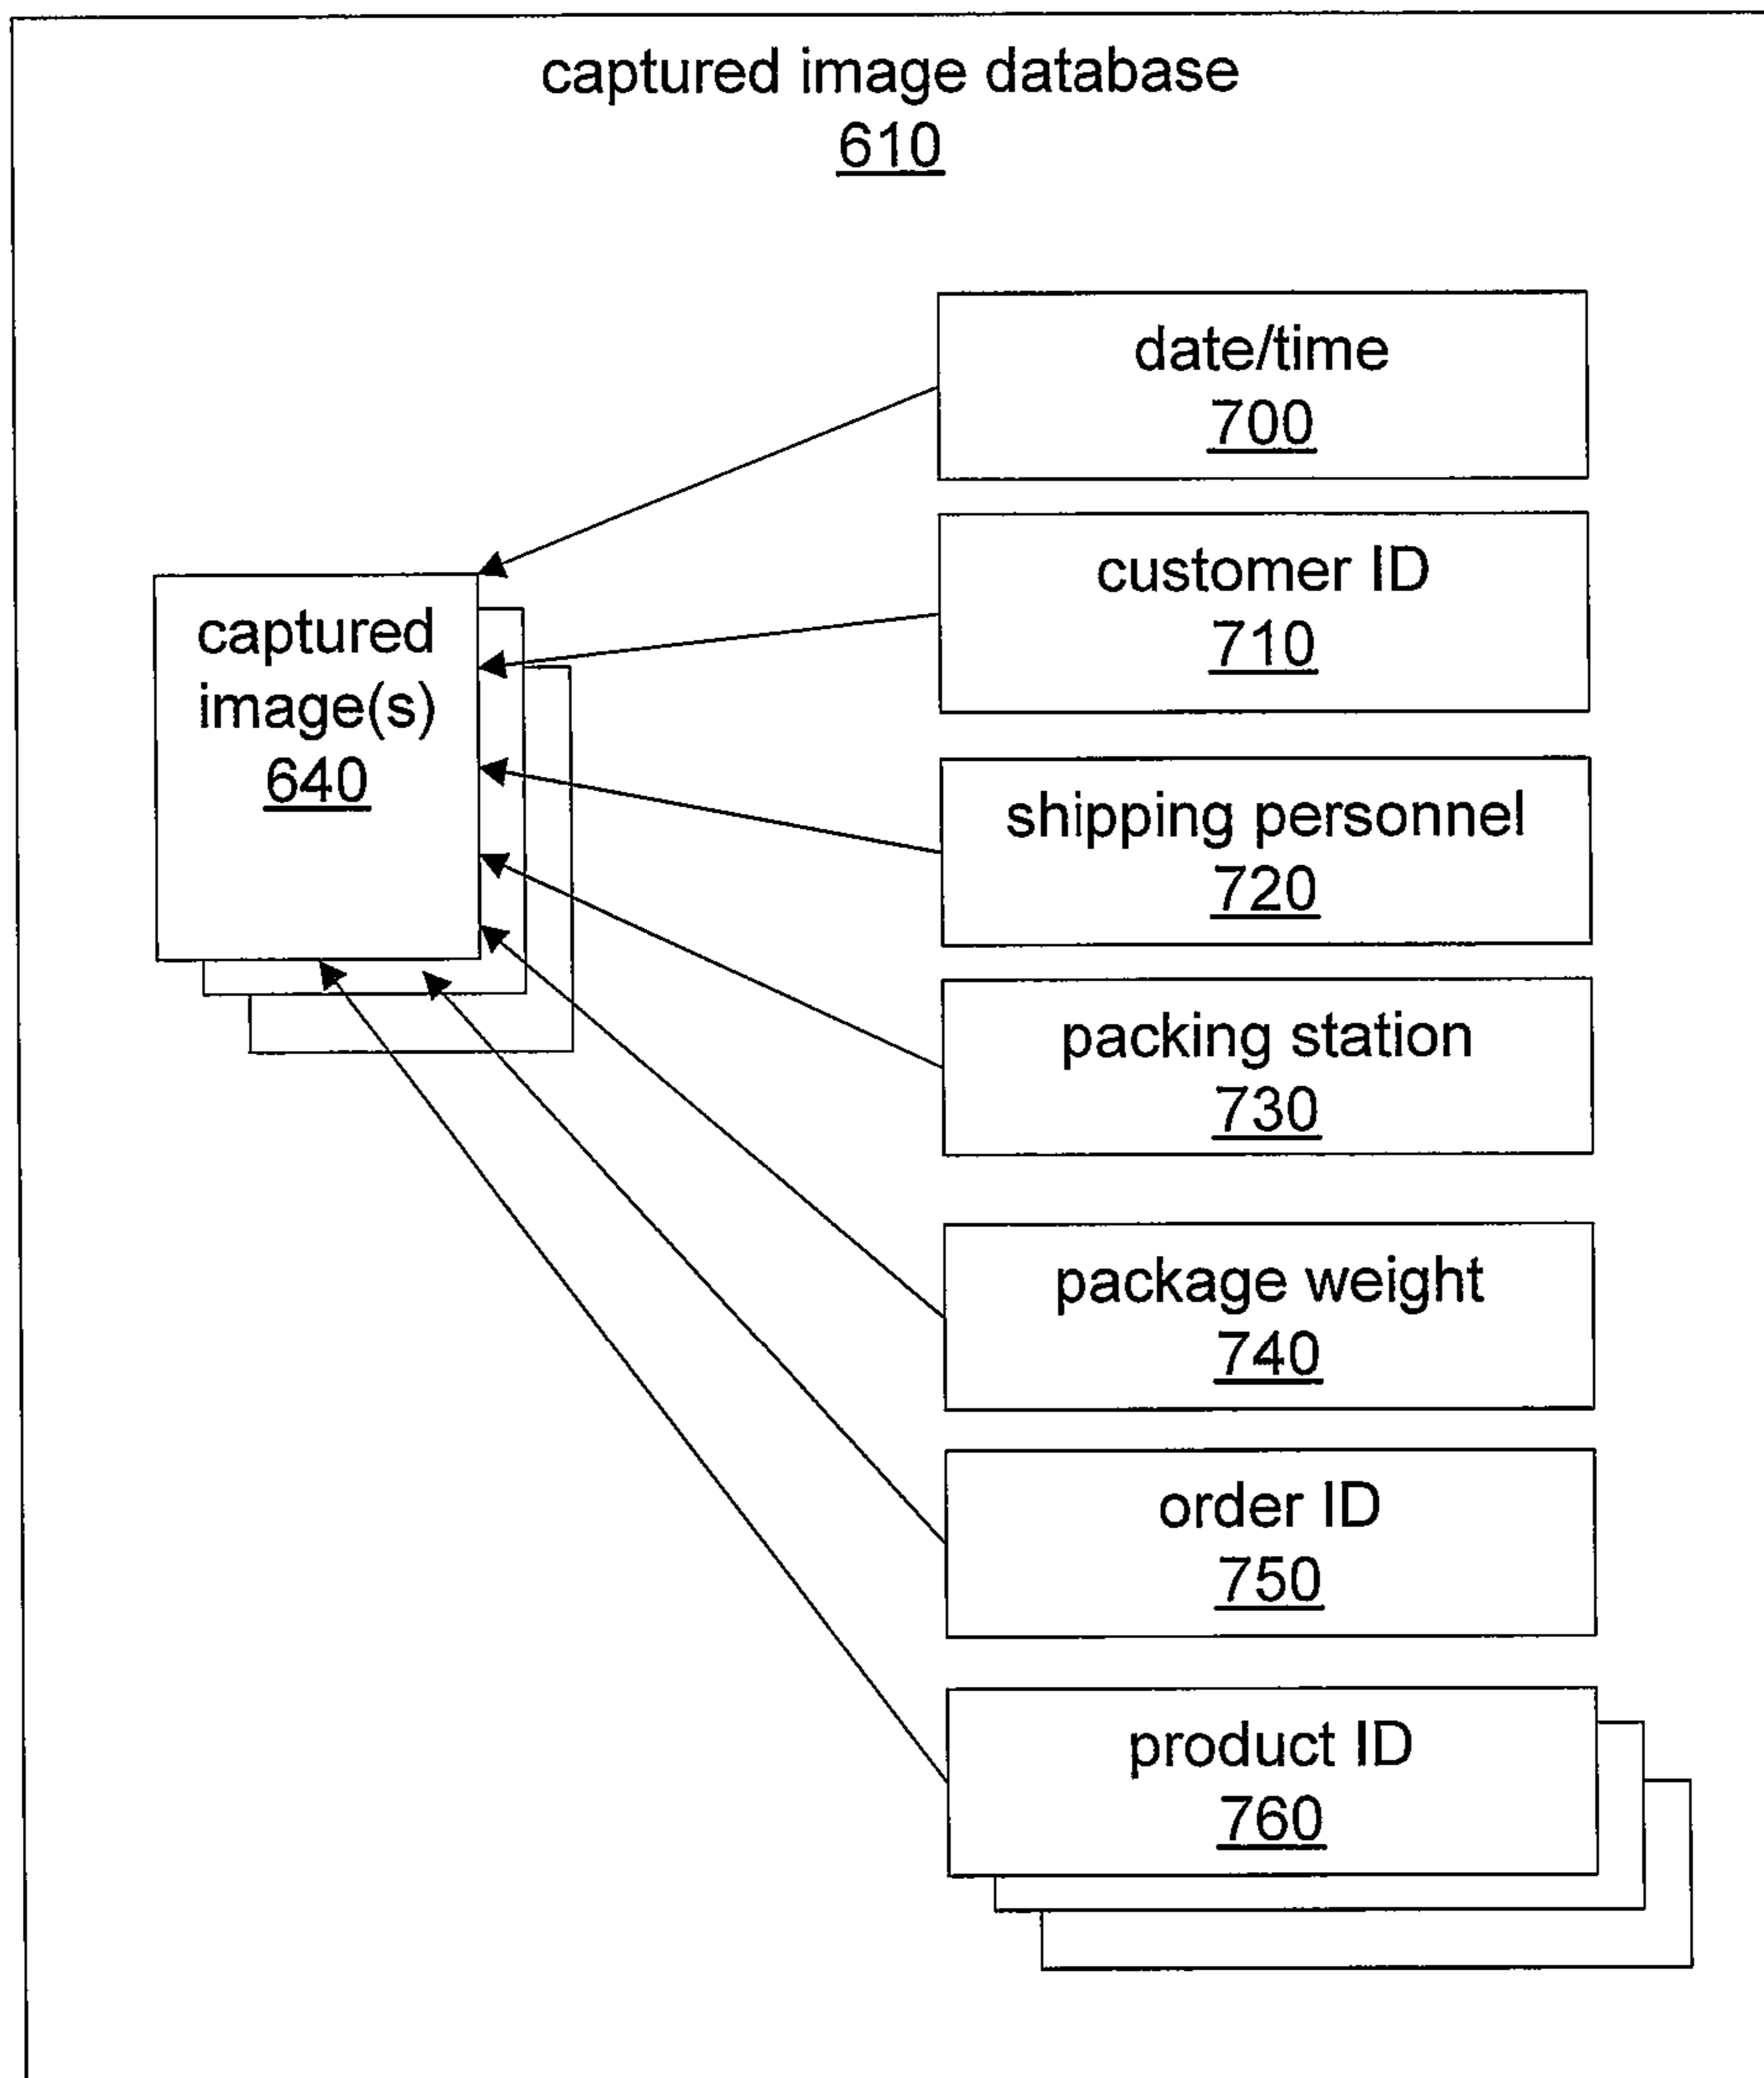 captured image database
610
date/time
700
customer ID
710
captured
image(s)
640
shipping personnel
720
packing station
730
package weight
740
order ID
750
product ID
760